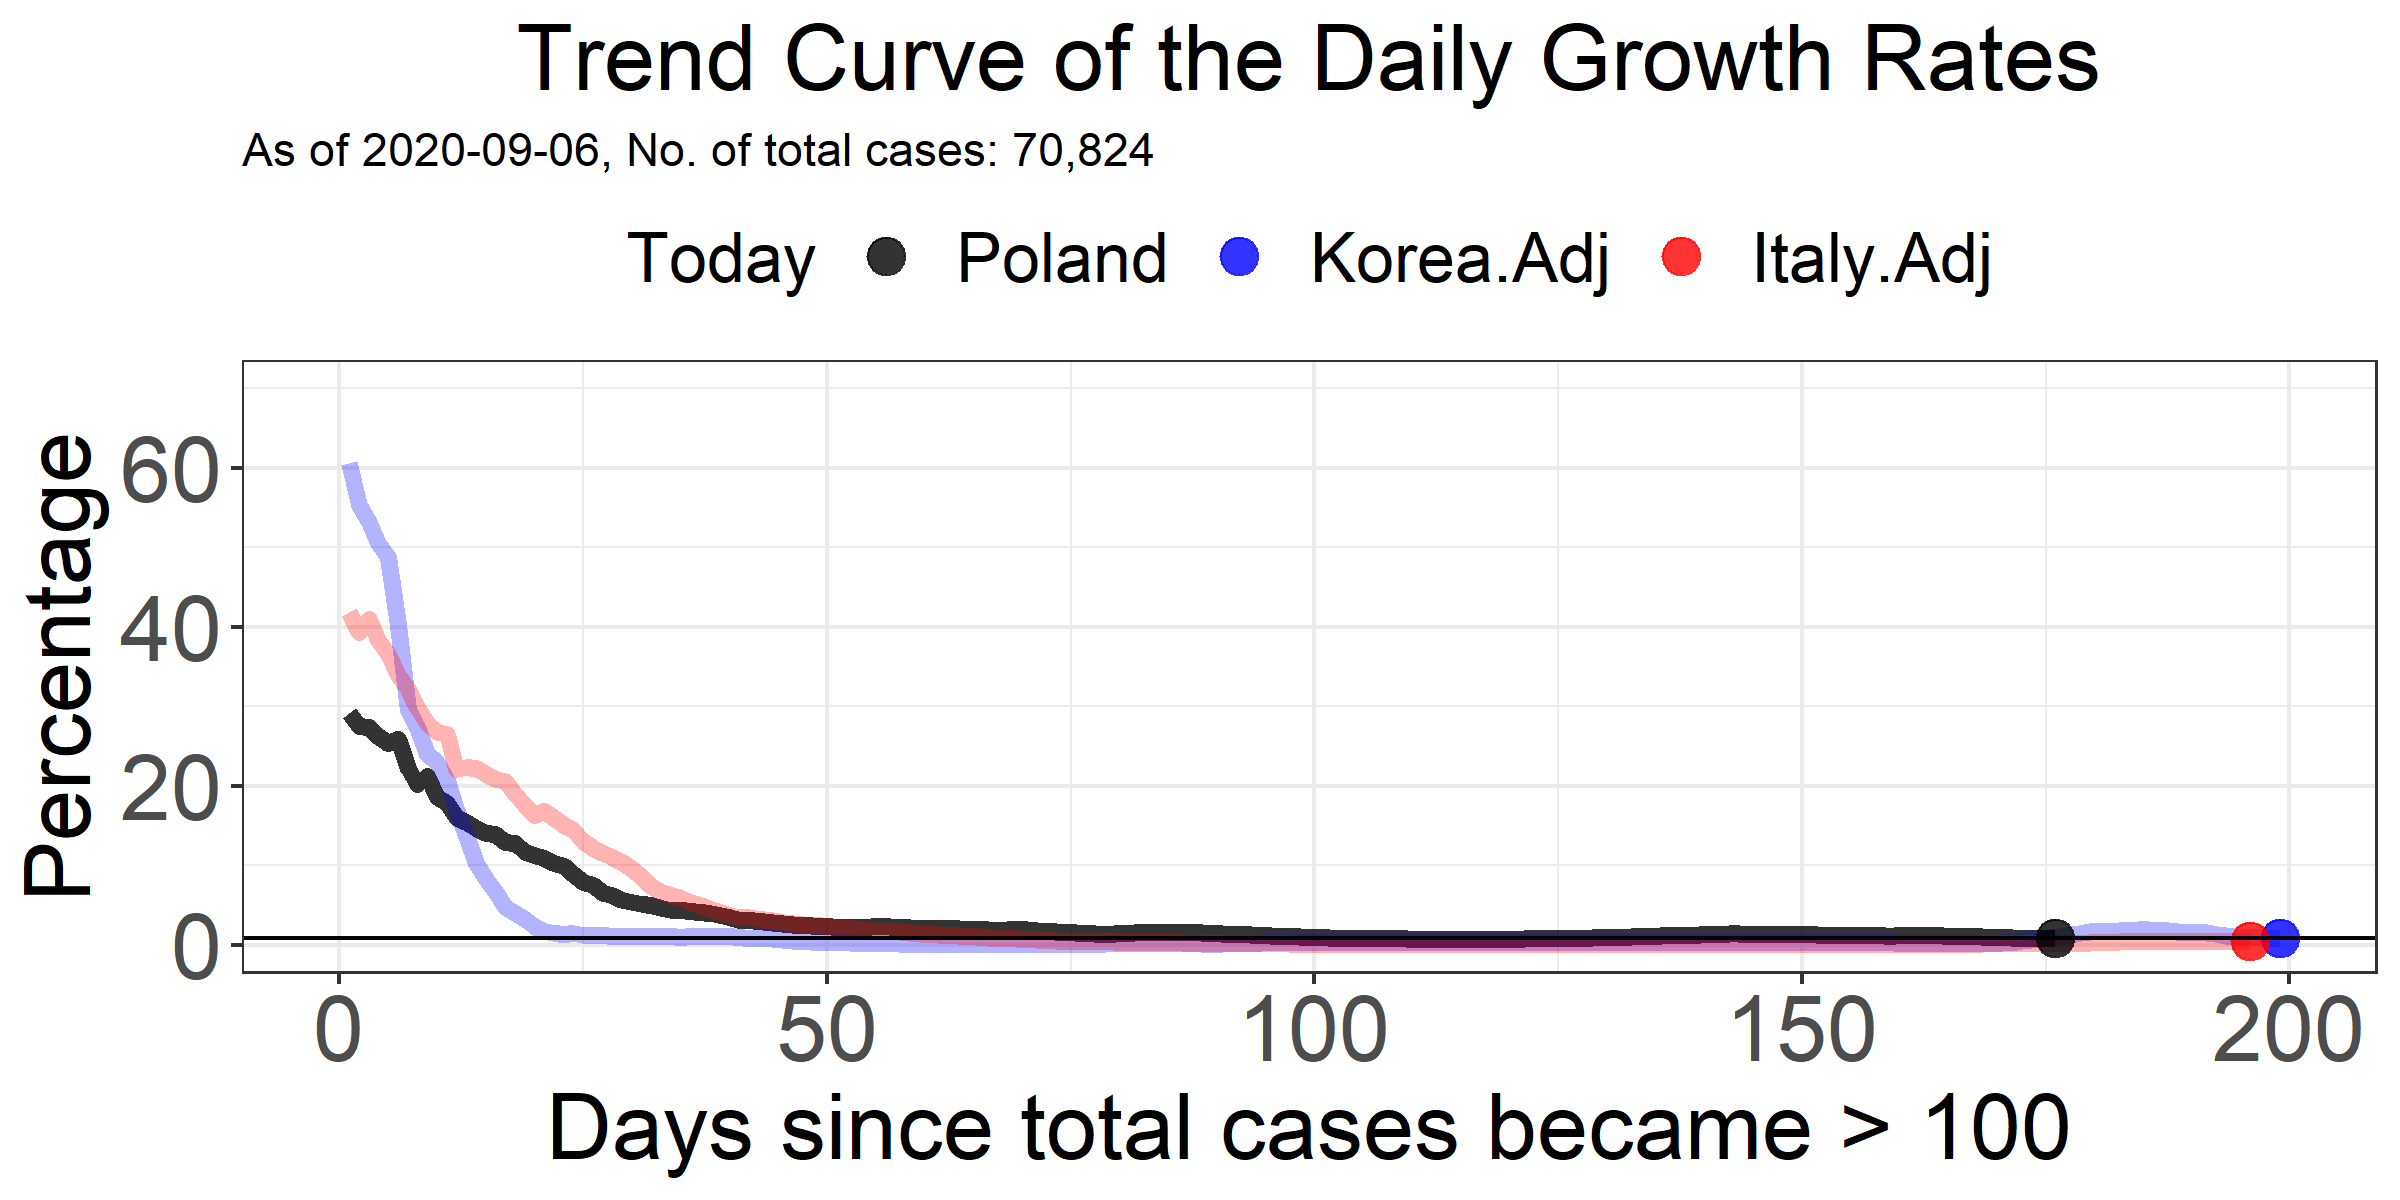 Trend Curve of the Daily Growth Rates
As of 2020-09-06, No. of total cases: 70,824
Today Poland Korea.Adj Italy.Adj
Percentage
60
40
20
0
0 50 100 150 200
Days since total cases became > 100